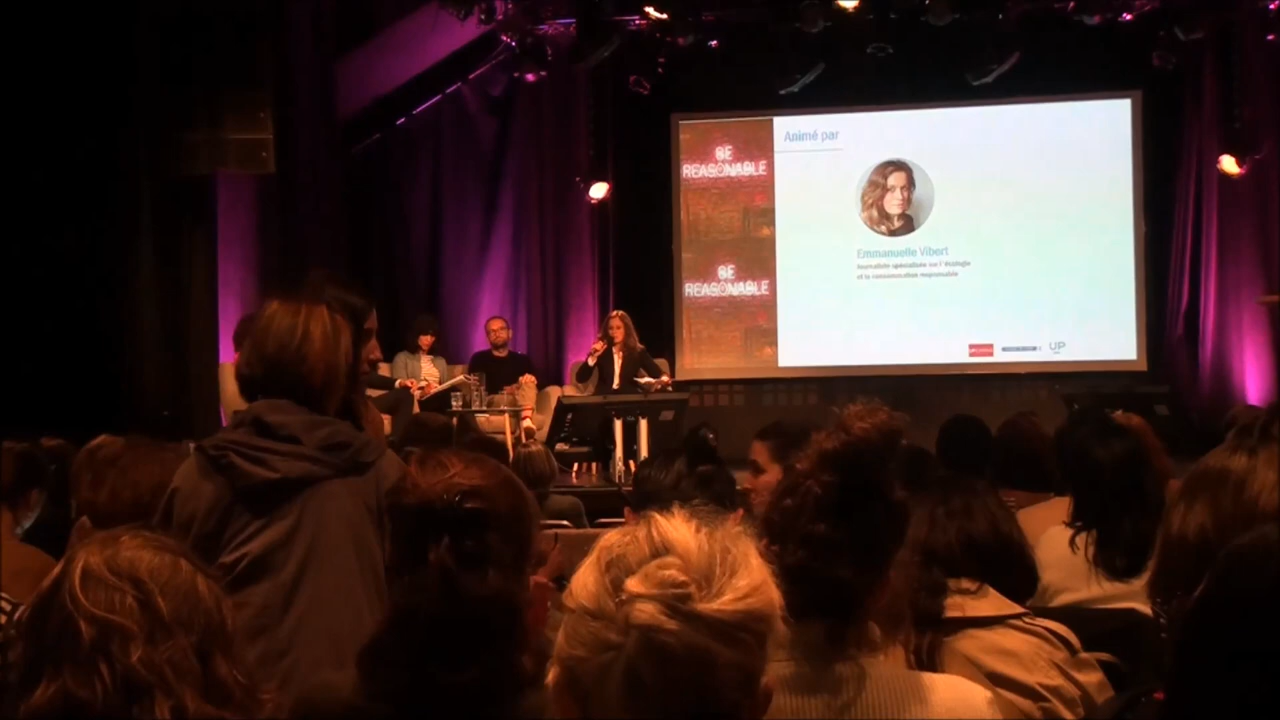 BE
REASONABLE
BE
REASONABLE
Animé par
Emmanuelle Vibert
Journaliste spécialisée sur l'écologie
et la consommation responsable
UP